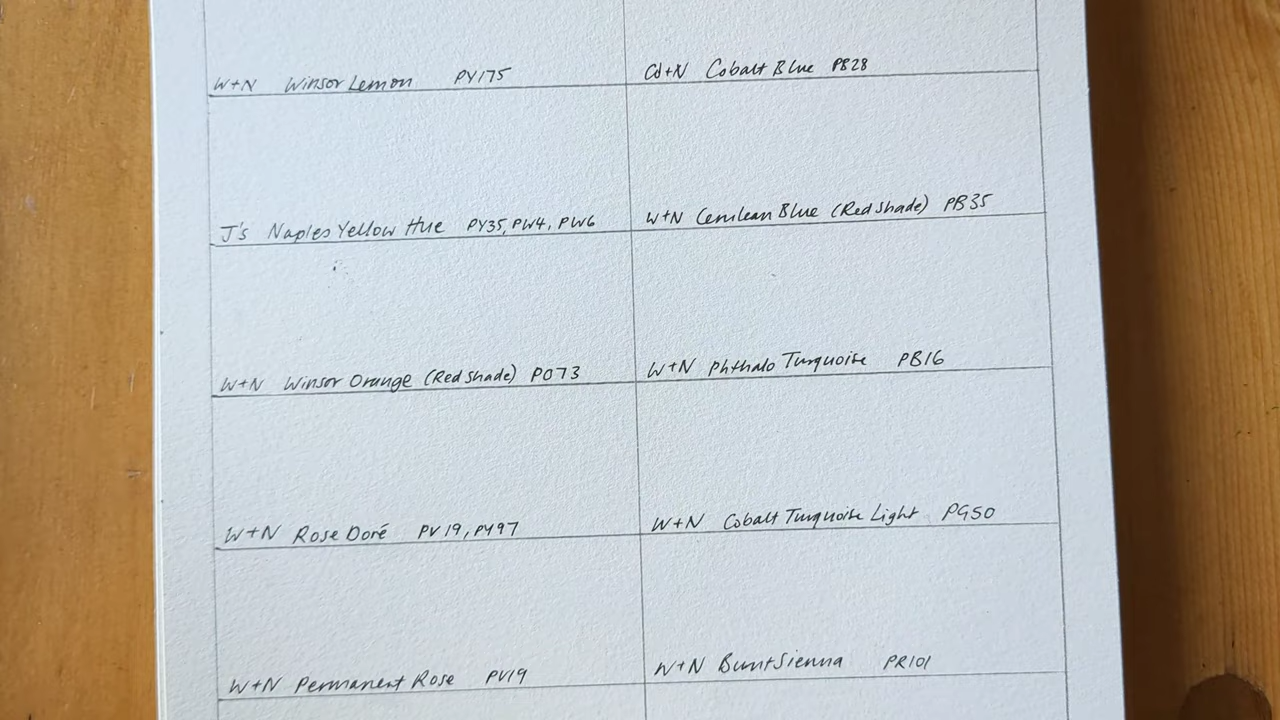 W+N Winsor Lemon PY175
Cd+N Cobalt Blue PB28
J's Naples Yellow Hue PY35, PW4, PW6
W+N Cerulean Blue (Red Shade) PB35
W+N Winsor Orange (Red Shade) PO73
W+N Phthalo Turquoise PB16
W+N Rose Doré PV19, PY97
W+N Cobalt Turquoise Light PG50
W+N Permanent Rose PV19
W+N Burnt Sienna PR101